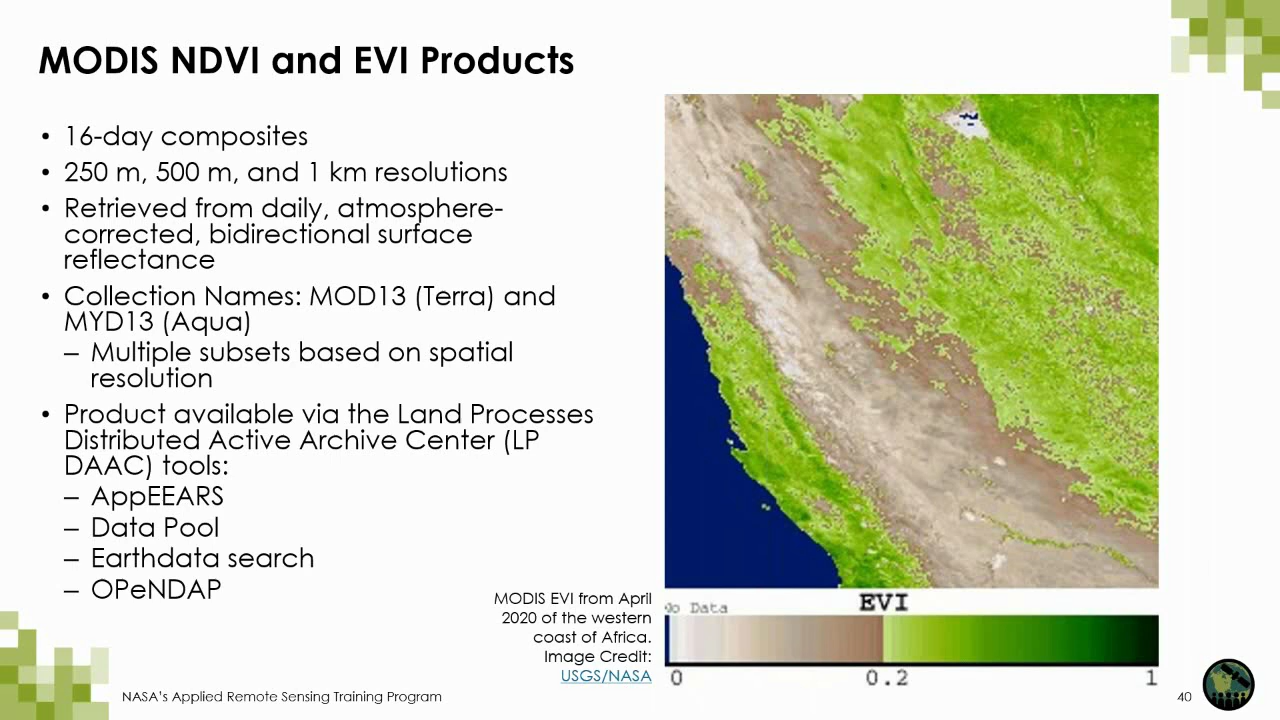 MODIS NDVI and EVI Products
• 16-day composites
• 250 m, 500 m, and 1 km resolutions
• Retrieved from daily, atmosphere-
corrected, bidirectional surface
reflectance
• Collection Names: MOD13 (Terra) and
MYD13 (Aqua)
– Multiple subsets based on spatial
resolution
• Product available via the Land Processes
Distributed Active Archive Center (LP
DAAC) tools:
– AppEEARS
– Data Pool
– Earthdata search
– OPeNDAP
MODIS EVI from April
2020 of the western
coast of Africa.
Image Credit:
USGS/NASA
No Data
EVI
0 0.2 1
NASA's Applied Remote Sensing Training Program
40